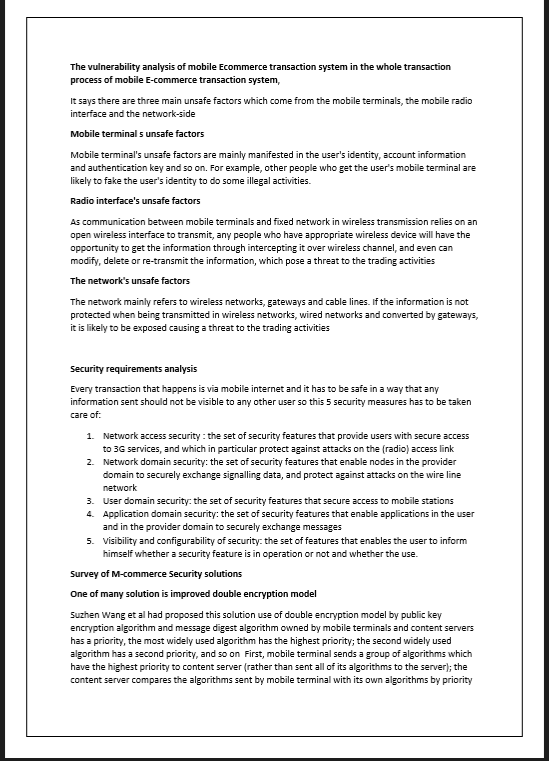 The vulnerability analysis of mobile Ecommerce transaction system in the whole transaction
process of mobile E-commerce transaction system,
It says there are three main unsafe factors which come from the mobile terminals, the mobile radio
interface and the network-side
Mobile terminal s unsafe factors
Mobile terminal's unsafe factors are mainly manifested in the user's identity, account information
and authentication key and so on. For example, other people who get the user's mobile terminal are
likely to fake the user's identity to do some illegal activities.
Radio interface's unsafe factors
As communication between mobile terminals and fixed network in wireless transmission relies on an
open wireless interface to transmit, any people who have appropriate wireless device will have the
opportunity to get the information through intercepting it over wireless channel, and even can
modify, delete or re-transmit the information, which pose a threat to the trading activities
The network's unsafe factors
The network mainly refers to wireless networks, gateways and cable lines. If the information is not
protected when being transmitted in wireless networks, wired networks and converted by gateways,
it is likely to be exposed causing a threat to the trading activities
Security requirements analysis
Every transaction that happens is via mobile internet and it has to be safe in a way that any
information sent should not be visible to any other user so this 5 security measures has to be taken
care of:
1. Network access security : the set of security features that provide users with secure access
to 3G services, and which in particular protect against attacks on the (radio) access link
2. Network domain security: the set of security features that enable nodes in the provider
domain to securely exchange signalling data, and protect against attacks on the wire line
network
3. User domain security: the set of security features that secure access to mobile stations
4. Application domain security: the set of security features that enable applications in the user
and in the provider domain to securely exchange messages
5. Visibility and configurability of security: the set of features that enables the user to inform
himself whether a security feature is in operation or not and whether the use.
Survey of M-commerce Security solutions
One of many solution is improved double encryption model
Suzhen Wang et al had proposed this solution use of double encryption model by public key
encryption algorithm and message digest algorithm owned by mobile terminals and content servers
has a priority, the most widely used algorithm has the highest priority; the second widely used
algorithm has a second priority, and so on  First, mobile terminal sends a group of algorithms which
have the highest priority to content server (rather than sent all of its algorithms to the server); the
content server compares the algorithms sent by mobile terminal with its own algorithms by priority